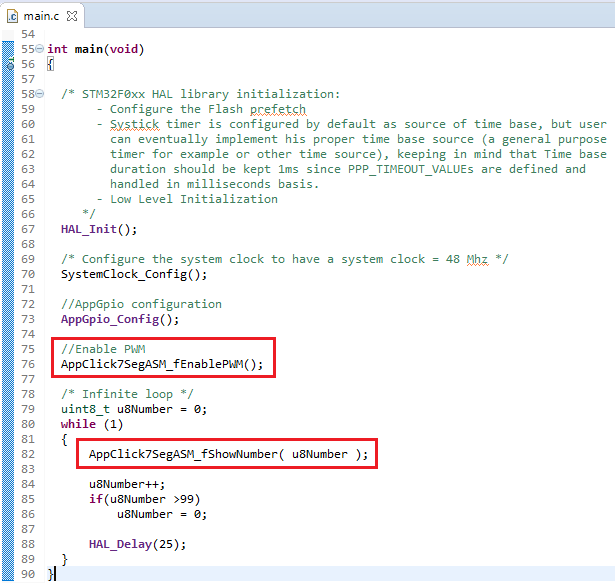 main.c
54
55 int main(void)
56 {
57
58 /* STM32F0xx HAL library initialization:
59 - Configure the Flash prefetch
60 - Systick timer is configured by default as source of time base, but user
61 can eventually implement his proper time base source (a general purpose
62 timer for example or other time source), keeping in mind that Time base
63 duration should be kept 1ms since PPP_TIMEOUT_VALUEs are defined and
64 handled in milliseconds basis.
65 - Low Level Initialization
66 */
67 HAL_Init();
68
69 /* Configure the system clock to have a system clock = 48 Mhz */
70 SystemClock_Config();
71
72 //AppGpio configuration
73 AppGpio_Config();
74
75 //Enable PWM
76 AppClick7SegASM_fEnablePWM();
77
78 /* Infinite loop */
79 uint8_t u8Number = 0;
80 while (1)
81 {
82 AppClick7SegASM_fShowNumber( u8Number );
83
84 u8Number++;
85 if(u8Number >99)
86 u8Number = 0;
87
88 HAL_Delay(25);
89 }
90 }